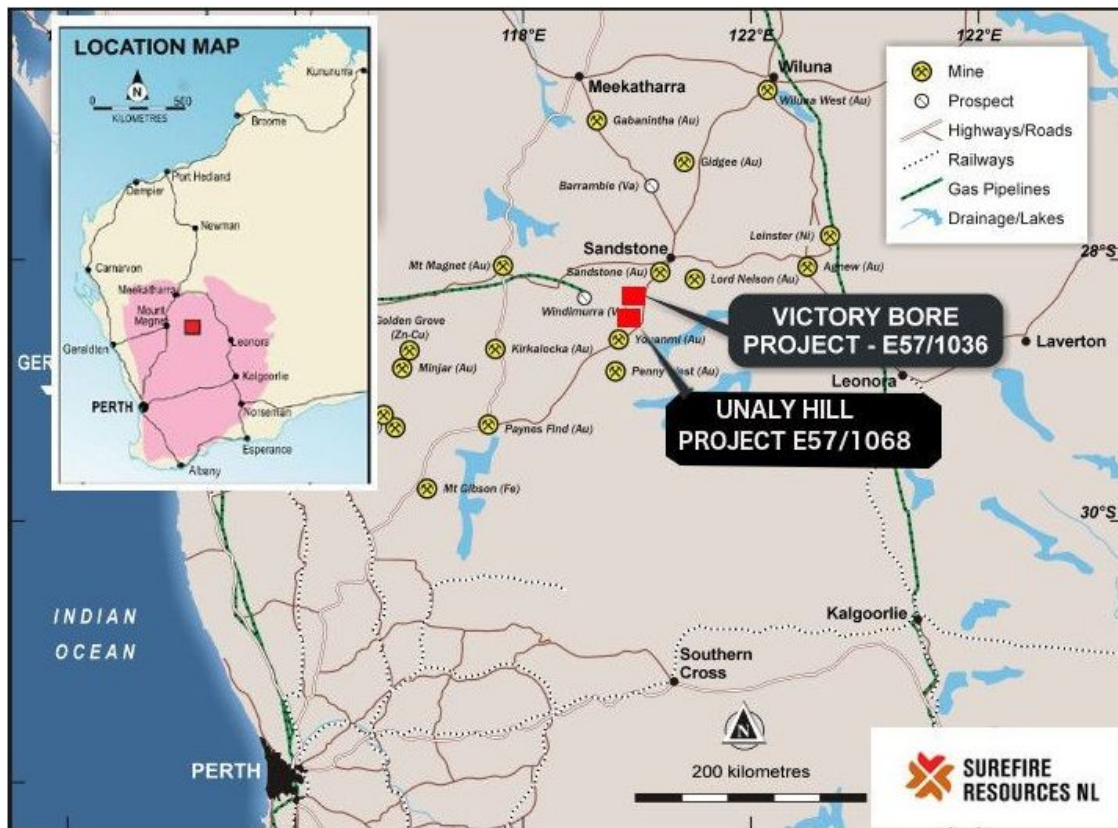 LOCATION MAP
N
0 500
KILOMETRES
Kununurra
Broome
Port Hedland
Dampier
Newman
Carnarvon
Meekatharra
Mount
Magnet
Geraldton
Leonora
Kalgoorlie
PERTH
Norseman
Esperance
Albany
118°E
122°E
122°E
Meekatharra
Wiluna
Wiluna West (Au)
Gabanintha (Au)
Gidgee (Au)
Barrambie (Va)
Mine
Prospect
Highways/Roads
Railways
Gas Pipelines
Drainage/Lakes
28°S
Leinster (Ni)
Sandstone
Mt Magnet (Au)
Sandstone (Au)
Lord Nelson (Au)
Agnew (Au)
Windimurra
VICTORY BORE
PROJECT - E57/1036
Golden Grove
(Zn-Cu)
Kirkalocka (Au)
Youanmi (Au)
Laverton
GER
Minjar (Au)
Penny West (Au)
Leonora
UNALY HILL
PROJECT E57/1068
Paynes Find (Au)
Mt Gibson (Fe)
30°S
INDIAN
OCEAN
Kalgoorlie
Southern
Cross
N
PERTH
200 kilometres
SUREFIRE
RESOURCES NL